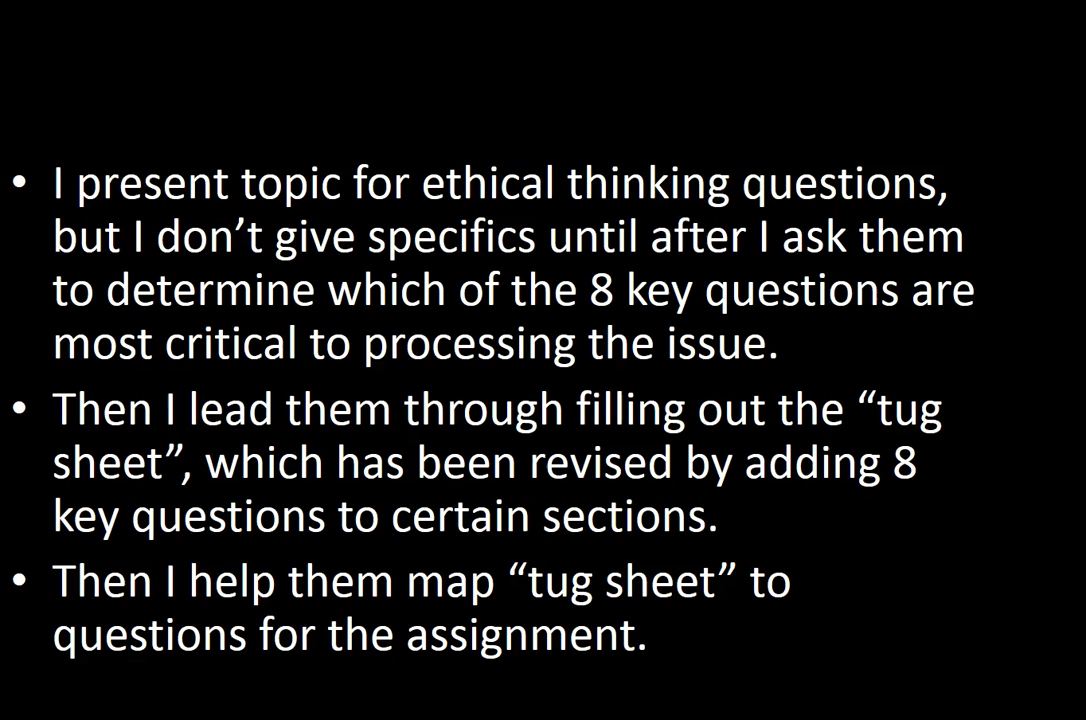 • I present topic for ethical thinking questions,
but I don’t give specifics until after I ask them
to determine which of the 8 key questions are
most critical to processing the issue.
• Then I lead them through filling out the “tug
sheet”, which has been revised by adding 8
key questions to certain sections.
• Then I help them map “tug sheet” to
questions for the assignment.